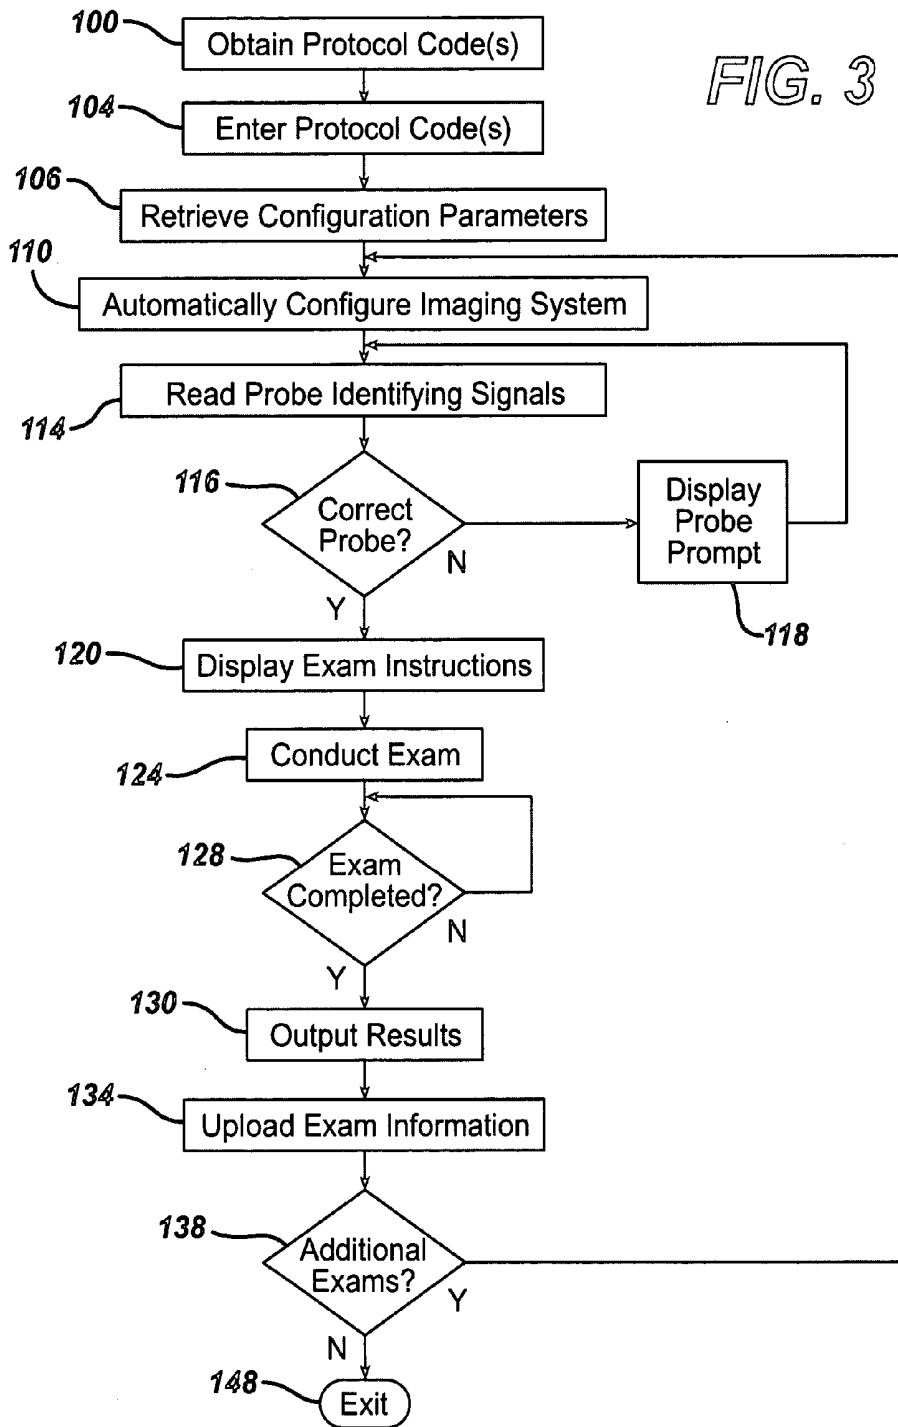 100
Obtain Protocol Code(s)
FIG. 3
104
Enter Protocol Code(s)
106
Retrieve Configuration Parameters
110
Automatically Configure Imaging System
Read Probe Identifying Signals
114
116
Correct
Probe?
N
Y
Display
Probe
Prompt
118
120
Display Exam Instructions
Conduct Exam
124
128
Exam
Completed?
N
Y
130
Output Results
134
Upload Exam Information
138
Additional
Exams?
Y
N
148
Exit